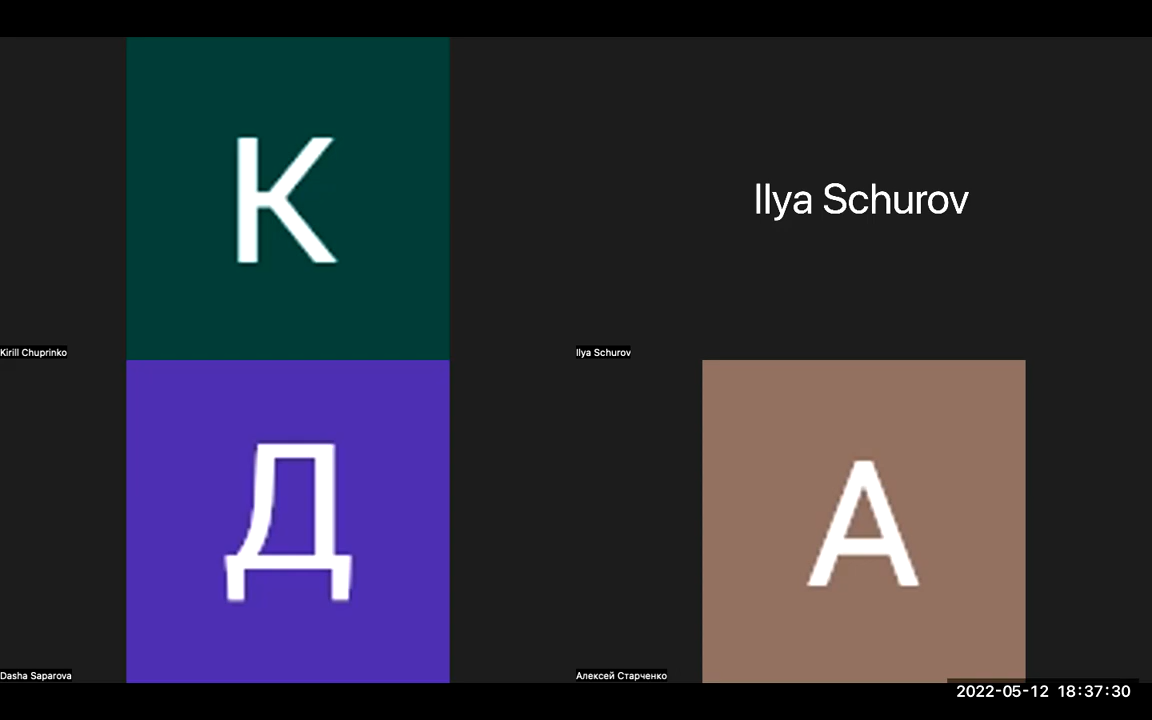 К
Ilya Schurov
Kirill Chuprinko
Ilya Schurov
Д
А
Dasha Saparova
Алексей Старченко
2022-05-12 18:37:30